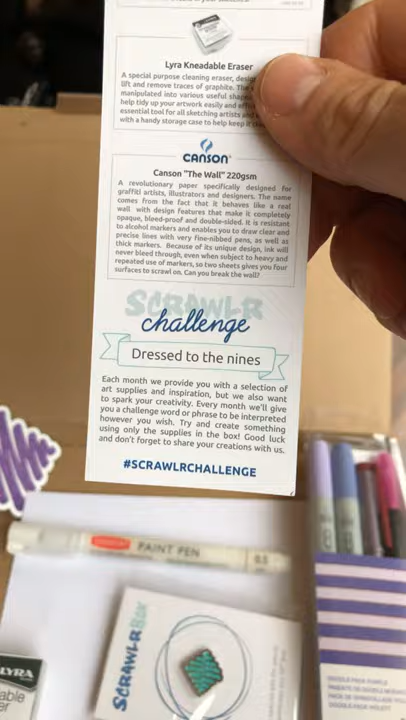 Lyra Kneadable Eraser
A special purpose cleaning eraser,
lift and remove traces of graphite. The
manipulated into various useful
help tidy up your artwork easily and
essential tool for all sketching artists
with a handy storage case to help keep
CANSON
Canson "The Wall" 220gsm
A revolutionary paper specifically designed for
graffiti artists, illustrators and designers. The name
comes from the fact that it behaves like a real
wall with design features that make it completely
opaque, bleed-proof and double-sided. It is resistant
to alcohol markers and enables you to draw clear and
precise lines with very fine-nibbed pens, as well as
thick markers. Because of its unique design, ink will
never bleed through, even when subject to heavy and
repeated use of markers, so two sheets gives you four
surfaces to scrawl on. Can you break the wall?
SCRAWLR
challenge
Dressed to the nines
Each month we provide you with a selection of
art supplies and inspiration, but we also want
to spark your creativity. Every month we'll give
you a challenge word or phrase to be interpreted
however you wish. Try and create something
using only the supplies in the box! Good luck
and don't forget to share your creations with us.
#SCRAWLRCHALLENGE
PAINT PEN 0.5
SCRAWLRBOX
LYRA